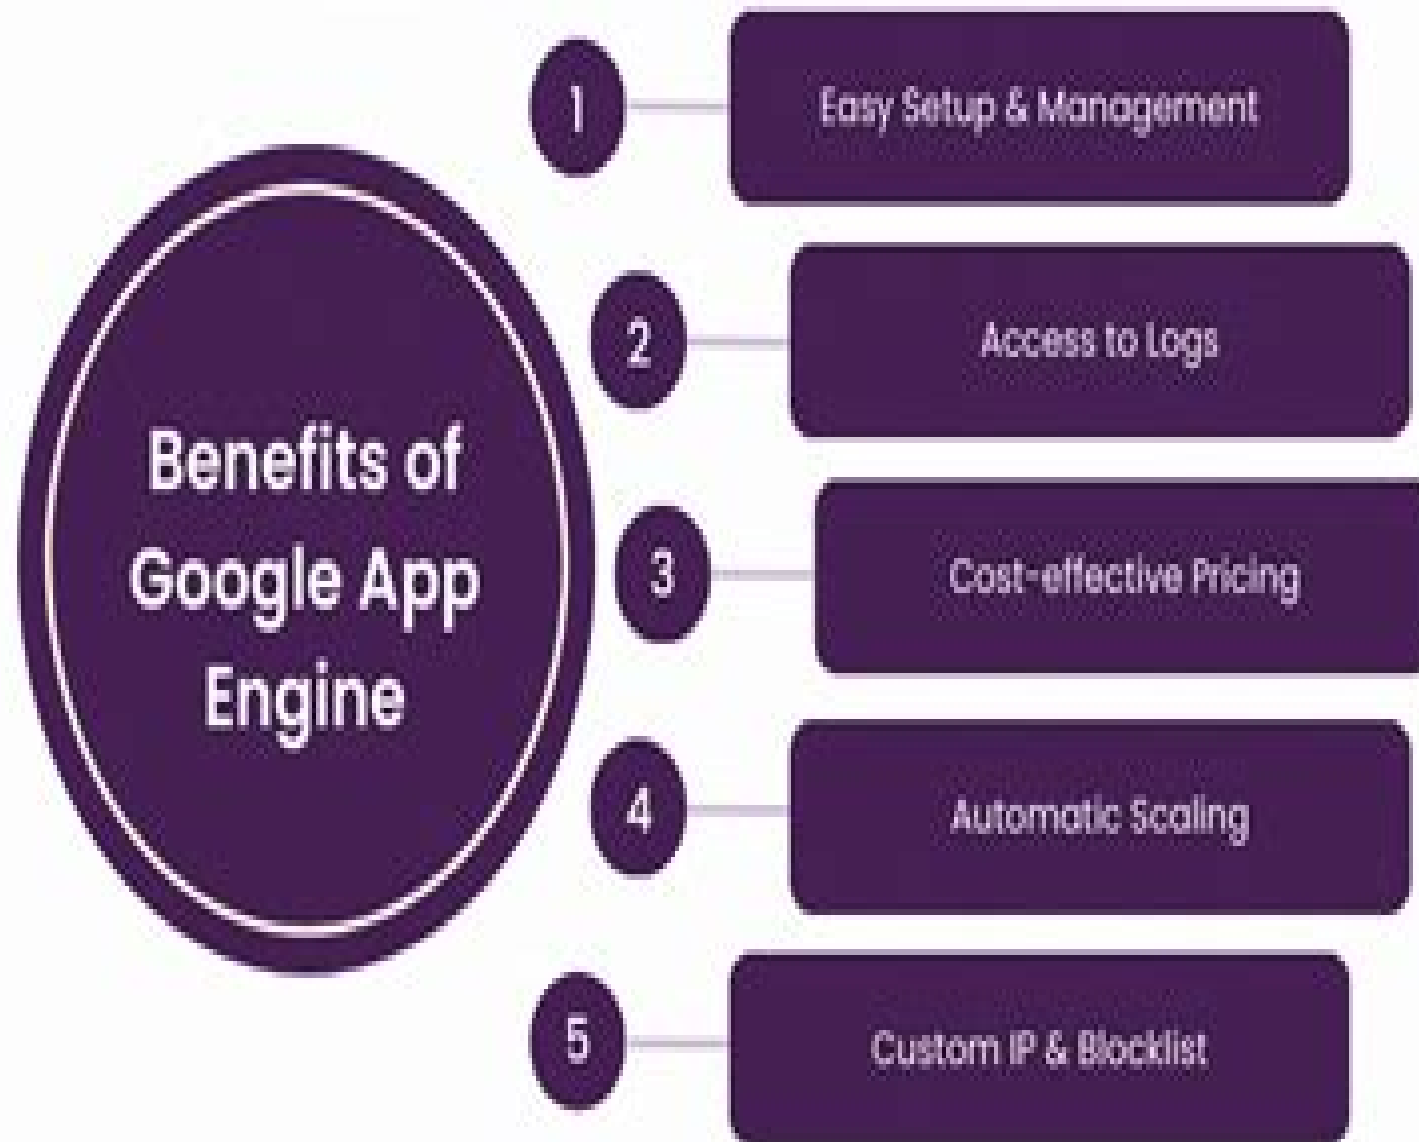 Benefits of
Google App
Engine
1
Easy Setup & Management
2
Access to Logs
3
Cost-effective Pricing
4
Automatic Scaling
5
Custom IP & Blocklist